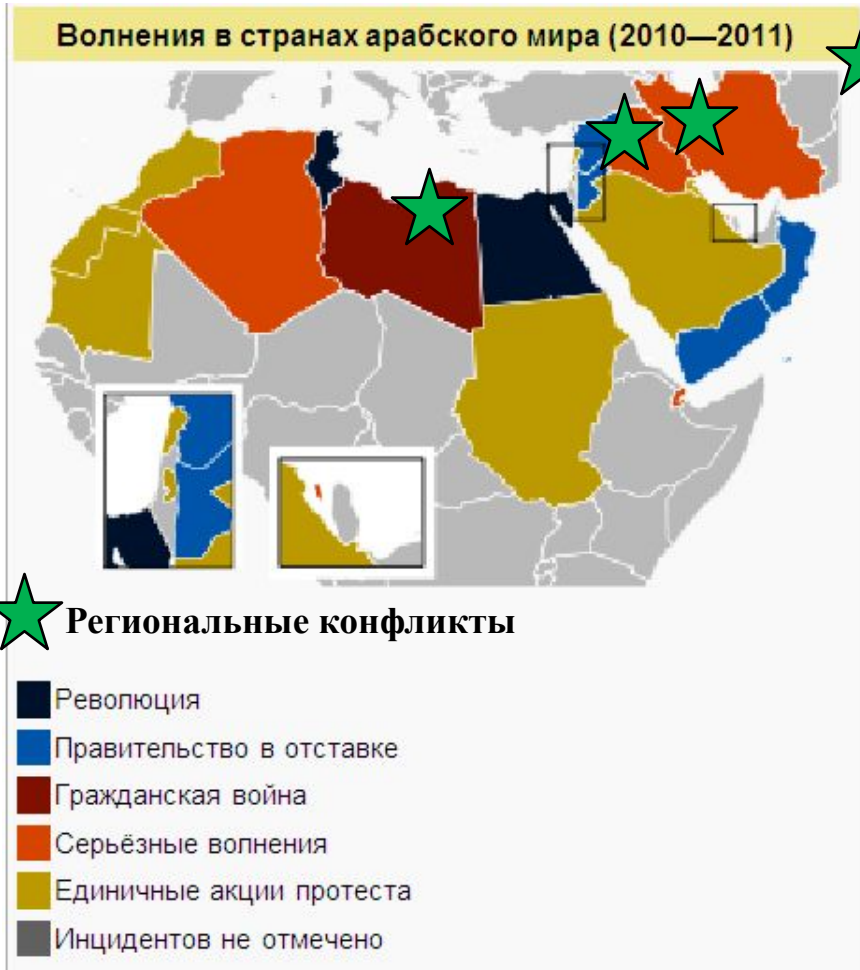 Волнения в странах арабского мира (2010—2011)
Региональные конфликты
Революция
Правительство в отставке
Гражданская война
Серьёзные волнения
Единичные акции протеста
Инцидентов не отмечено